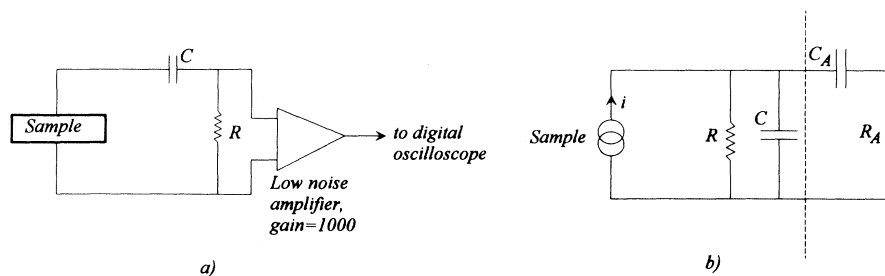 C
Sample
R
to digital
oscilloscope
Low noise
amplifier,
gain=1000
a)
C_A
i
Sample
R
C
R_A
b)